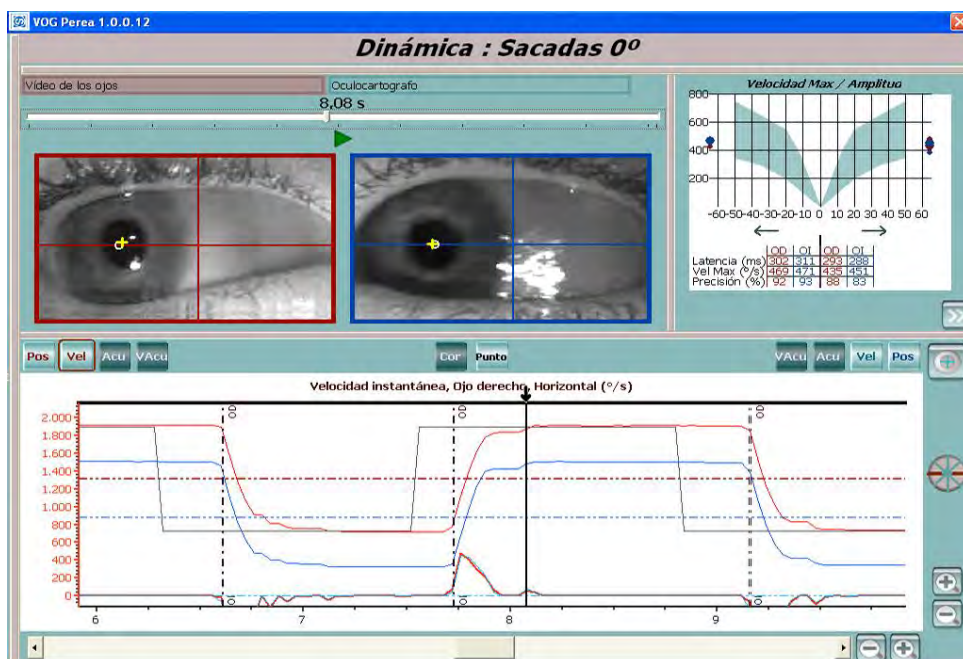 VOG Perea 1.0.0.12
Dinámica : Sacadas 0º
Vídeo de los ojos
Oculocartografo
8,08 s
Velocidad Max / Amplitud
800
600
400
200
-60-50-40-30-20-10 0 10 20 30 40 50 60
OD OI OD OI
Latencia (ms) 302 311 293 288
Vel Max (º/s) 469 471 435 451
Precisión (%) 92 93 88 83
Pos Vel Acu VAcu Cor Punto VAcu Acu Vel Pos
Velocidad instantánea, Ojo derecho, Horizontal (º/s)
2.000
1.800
1.600
1.400
1.200
1.000
800
600
400
200
0
OD OD OD
6 7 8 9